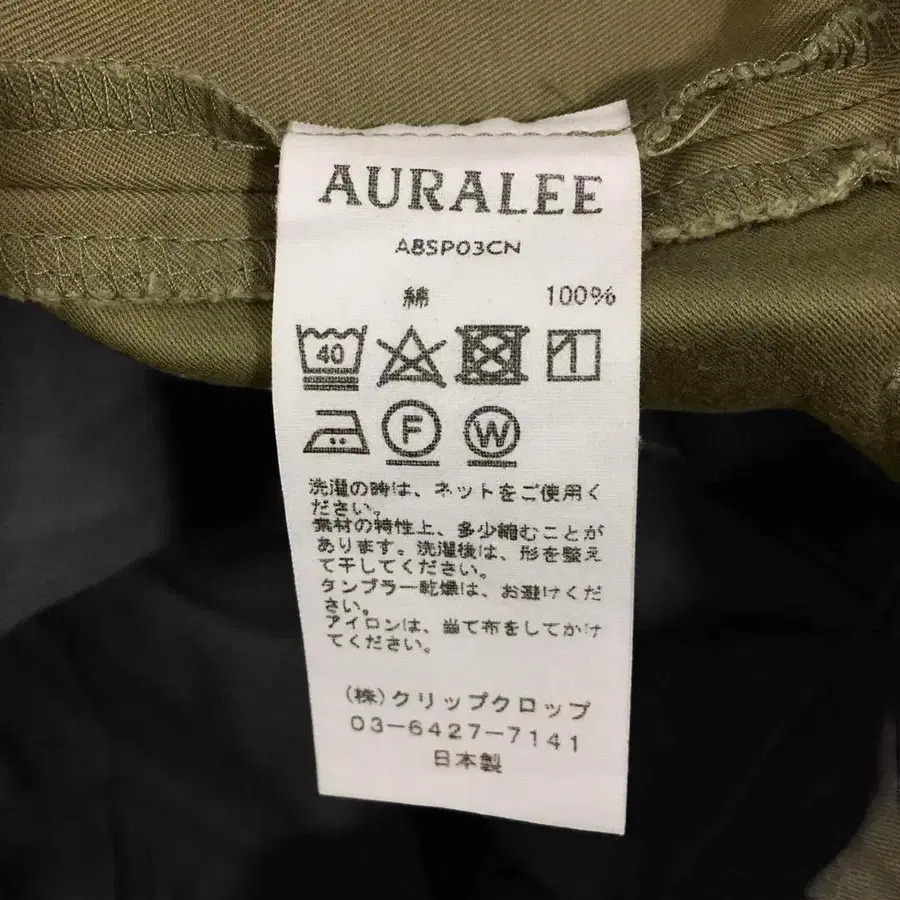 AURALEE
A8SP03CN
綿 100%
40
F W
洗濯の時は、ネットをご使用く
ださい。
素材の特性上、多少縮むことが
あります。洗濯後は、形を整え
て干してください。
タンブラー乾燥は、お避けくだ
さい。
アイロンは、当て布をしてかけ
てください。
(株)クリップクロップ
03-6427-7141
日本製